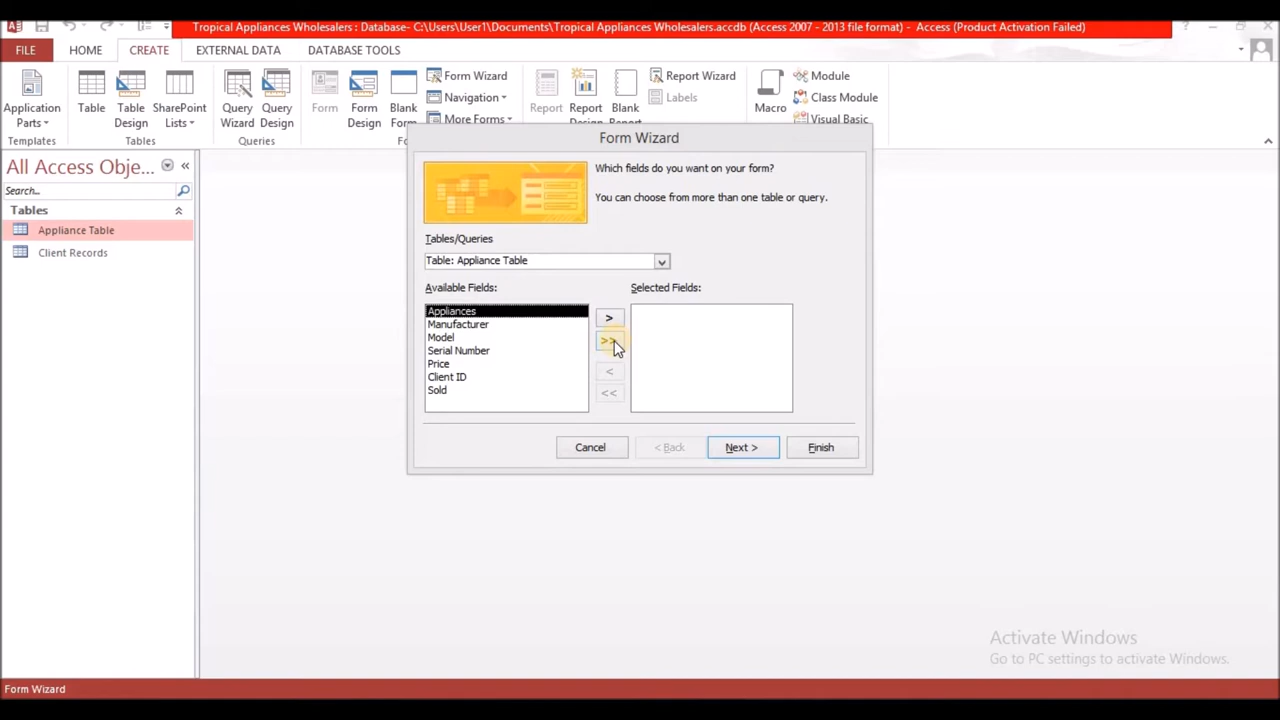 Tropical Appliances Wholesalers : Database- C:\Users\User1\Documents\Tropical Appliances Wholesalers.accdb (Access 2007 - 2013 file format) - Access (Product Activation Failed)
FILE HOME CREATE EXTERNAL DATA DATABASE TOOLS
Application Parts
Table
Table Design
SharePoint Lists
Query Wizard
Query Design
Form
Form Design
Blank Form
Form Wizard
Navigation
More Forms
Report
Report Design
Blank Report
Report Wizard
Labels
Macro
Module
Class Module
Visual Basic
Templates Tables Queries
All Access Obje...
Search...
Tables
Appliance Table
Client Records
Form Wizard
Which fields do you want on your form?
You can choose from more than one table or query.
Tables/Queries
Table: Appliance Table
Available Fields: Selected Fields:
Appliances
Manufacturer
Model
Serial Number
Price
Client ID
Sold
>
>>
<
<<
Cancel < Back Next > Finish
Activate Windows
Go to PC settings to activate Windows.
Form Wizard